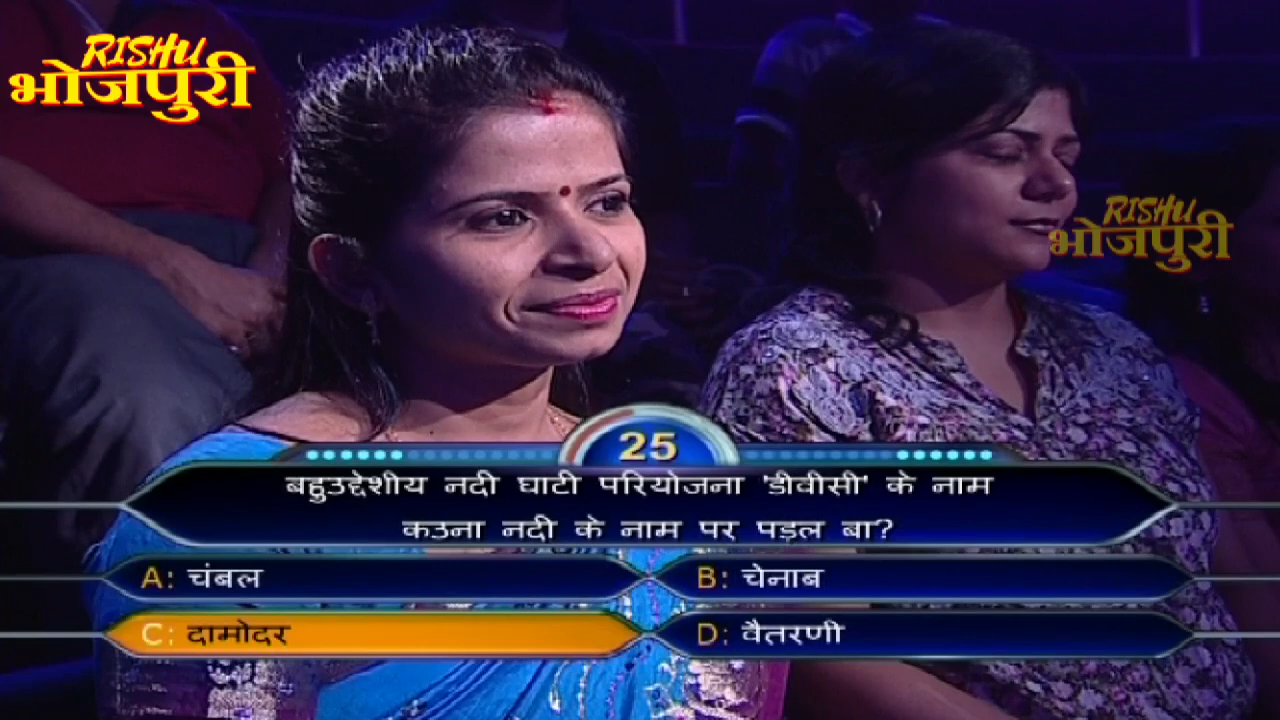 RISHU
भोजपुरी
RISHU
भोजपुरी
25
बहुउद्देशीय नदी घाटी परियोजना 'डीवीसी' के नाम
कउना नदी के नाम पर पड़ल बा?
A: चंबल
B: चेनाब
C: दामोदर
D: वैतरणी